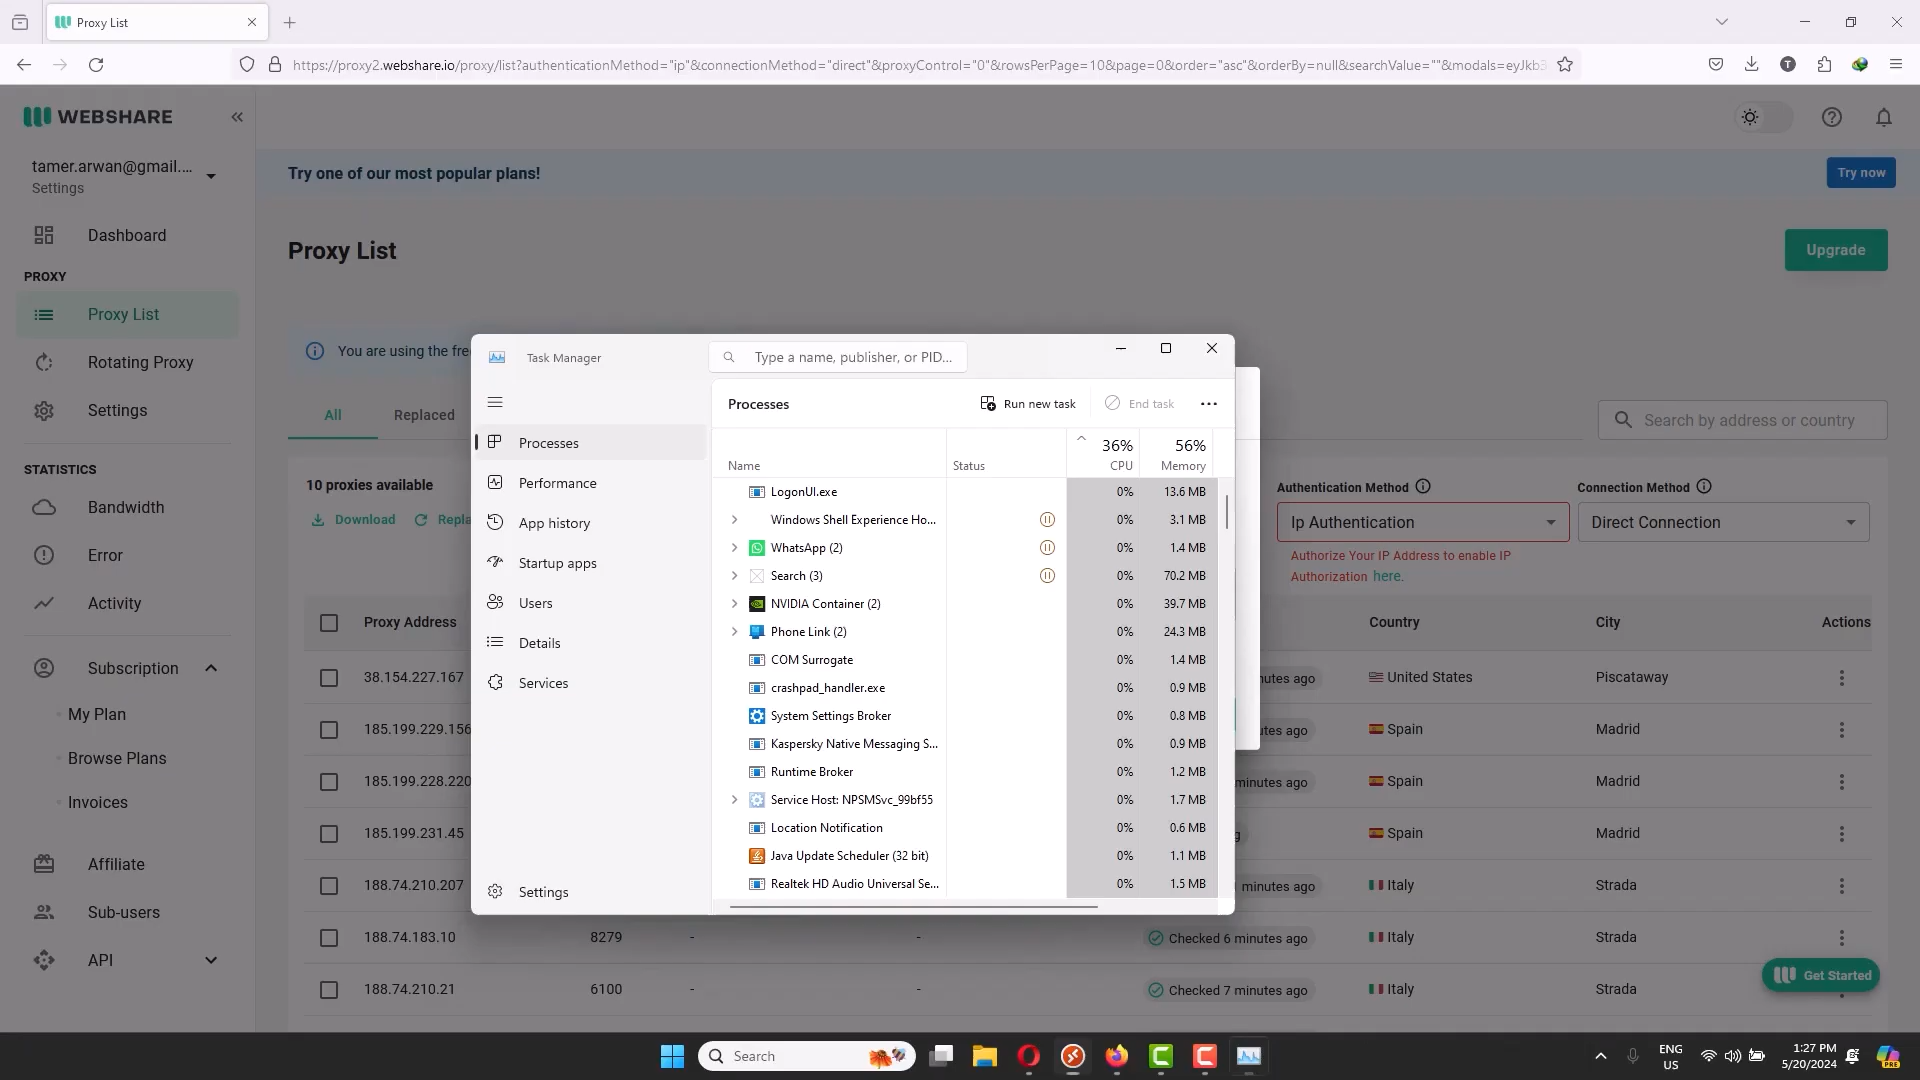 Proxy List
https://proxy2.webshare.io/proxy/list?authenticationMethod="ip"&connectionMethod="direct"&proxyControl="0"&rowsPerPage=10&page=0&order="asc"&orderBy=null&searchValue=""&modals=eyJkb3
WEBSHARE
tamer.arwan@gmail....
Settings
Dashboard
PROXY
Proxy List
Rotating Proxy
Settings
STATISTICS
Bandwidth
Error
Activity
Subscription
My Plan
Browse Plans
Invoices
Affiliate
Sub-users
API
Try one of our most popular plans!
Try now
Proxy List
Upgrade
You are using the
All
Replaced
Search by address or country
10 proxies available
Download
Authentication Method
Ip Authentication
Authorize Your IP Address to enable IP
Authorization here.
Connection Method
Direct Connection
Proxy Address
Country
City
Actions
38.154.227.167
ago
United States
Piscataway
185.199.229.156
ago
Spain
Madrid
185.199.228.220
minutes ago
Spain
Madrid
185.199.231.45
Spain
Madrid
188.74.210.207
minutes ago
Italy
Strada
188.74.183.10
8279
-
-
Checked 6 minutes ago
Italy
Strada
188.74.210.21
6100
-
-
Checked 7 minutes ago
Italy
Strada
Get Started
Task Manager
Type a name, publisher, or PID...
Processes
Performance
App history
Startup apps
Users
Details
Services
Settings
Processes
Run new task
End task
36%
56%
Name
Status
CPU
Memory
LogonUI.exe
0%
13.6 MB
Windows Shell Experience Ho...
0%
3.1 MB
WhatsApp (2)
0%
1.4 MB
Search (3)
0%
70.2 MB
NVIDIA Container (2)
0%
39.7 MB
Phone Link (2)
0%
24.3 MB
COM Surrogate
0%
1.4 MB
crashpad_handler.exe
0%
0.9 MB
System Settings Broker
0%
0.8 MB
Kaspersky Native Messaging S...
0%
0.9 MB
Runtime Broker
0%
1.2 MB
Service Host: NPSMSvc_99bf55
0%
1.7 MB
Location Notification
0%
0.6 MB
Java Update Scheduler (32 bit)
0%
1.1 MB
Realtek HD Audio Universal Se...
0%
1.5 MB
Search
ENG
US
1:27 PM
5/20/2024
PRE